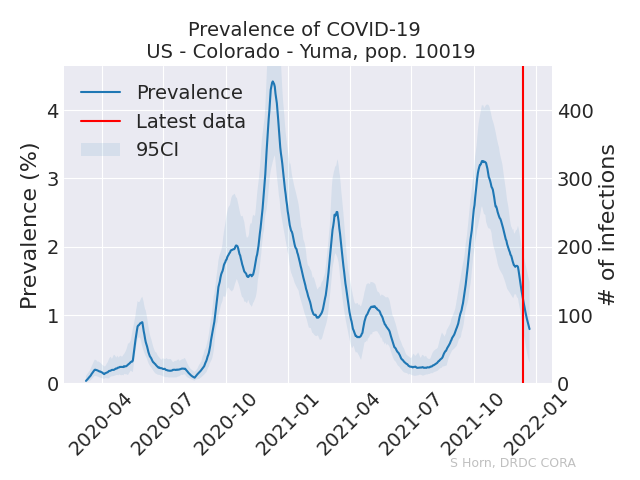 Prevalence of COVID-19
US - Colorado - Yuma, pop. 10019
Prevalence
Latest data
95CI
Prevalence (%)
4
3
2
1
0
400
300
200
100
0
# of infections
2020-04
2020-07
2020-10
2021-01
2021-04
2021-07
2021-10
2022-01
S Horn, DRDC CORA